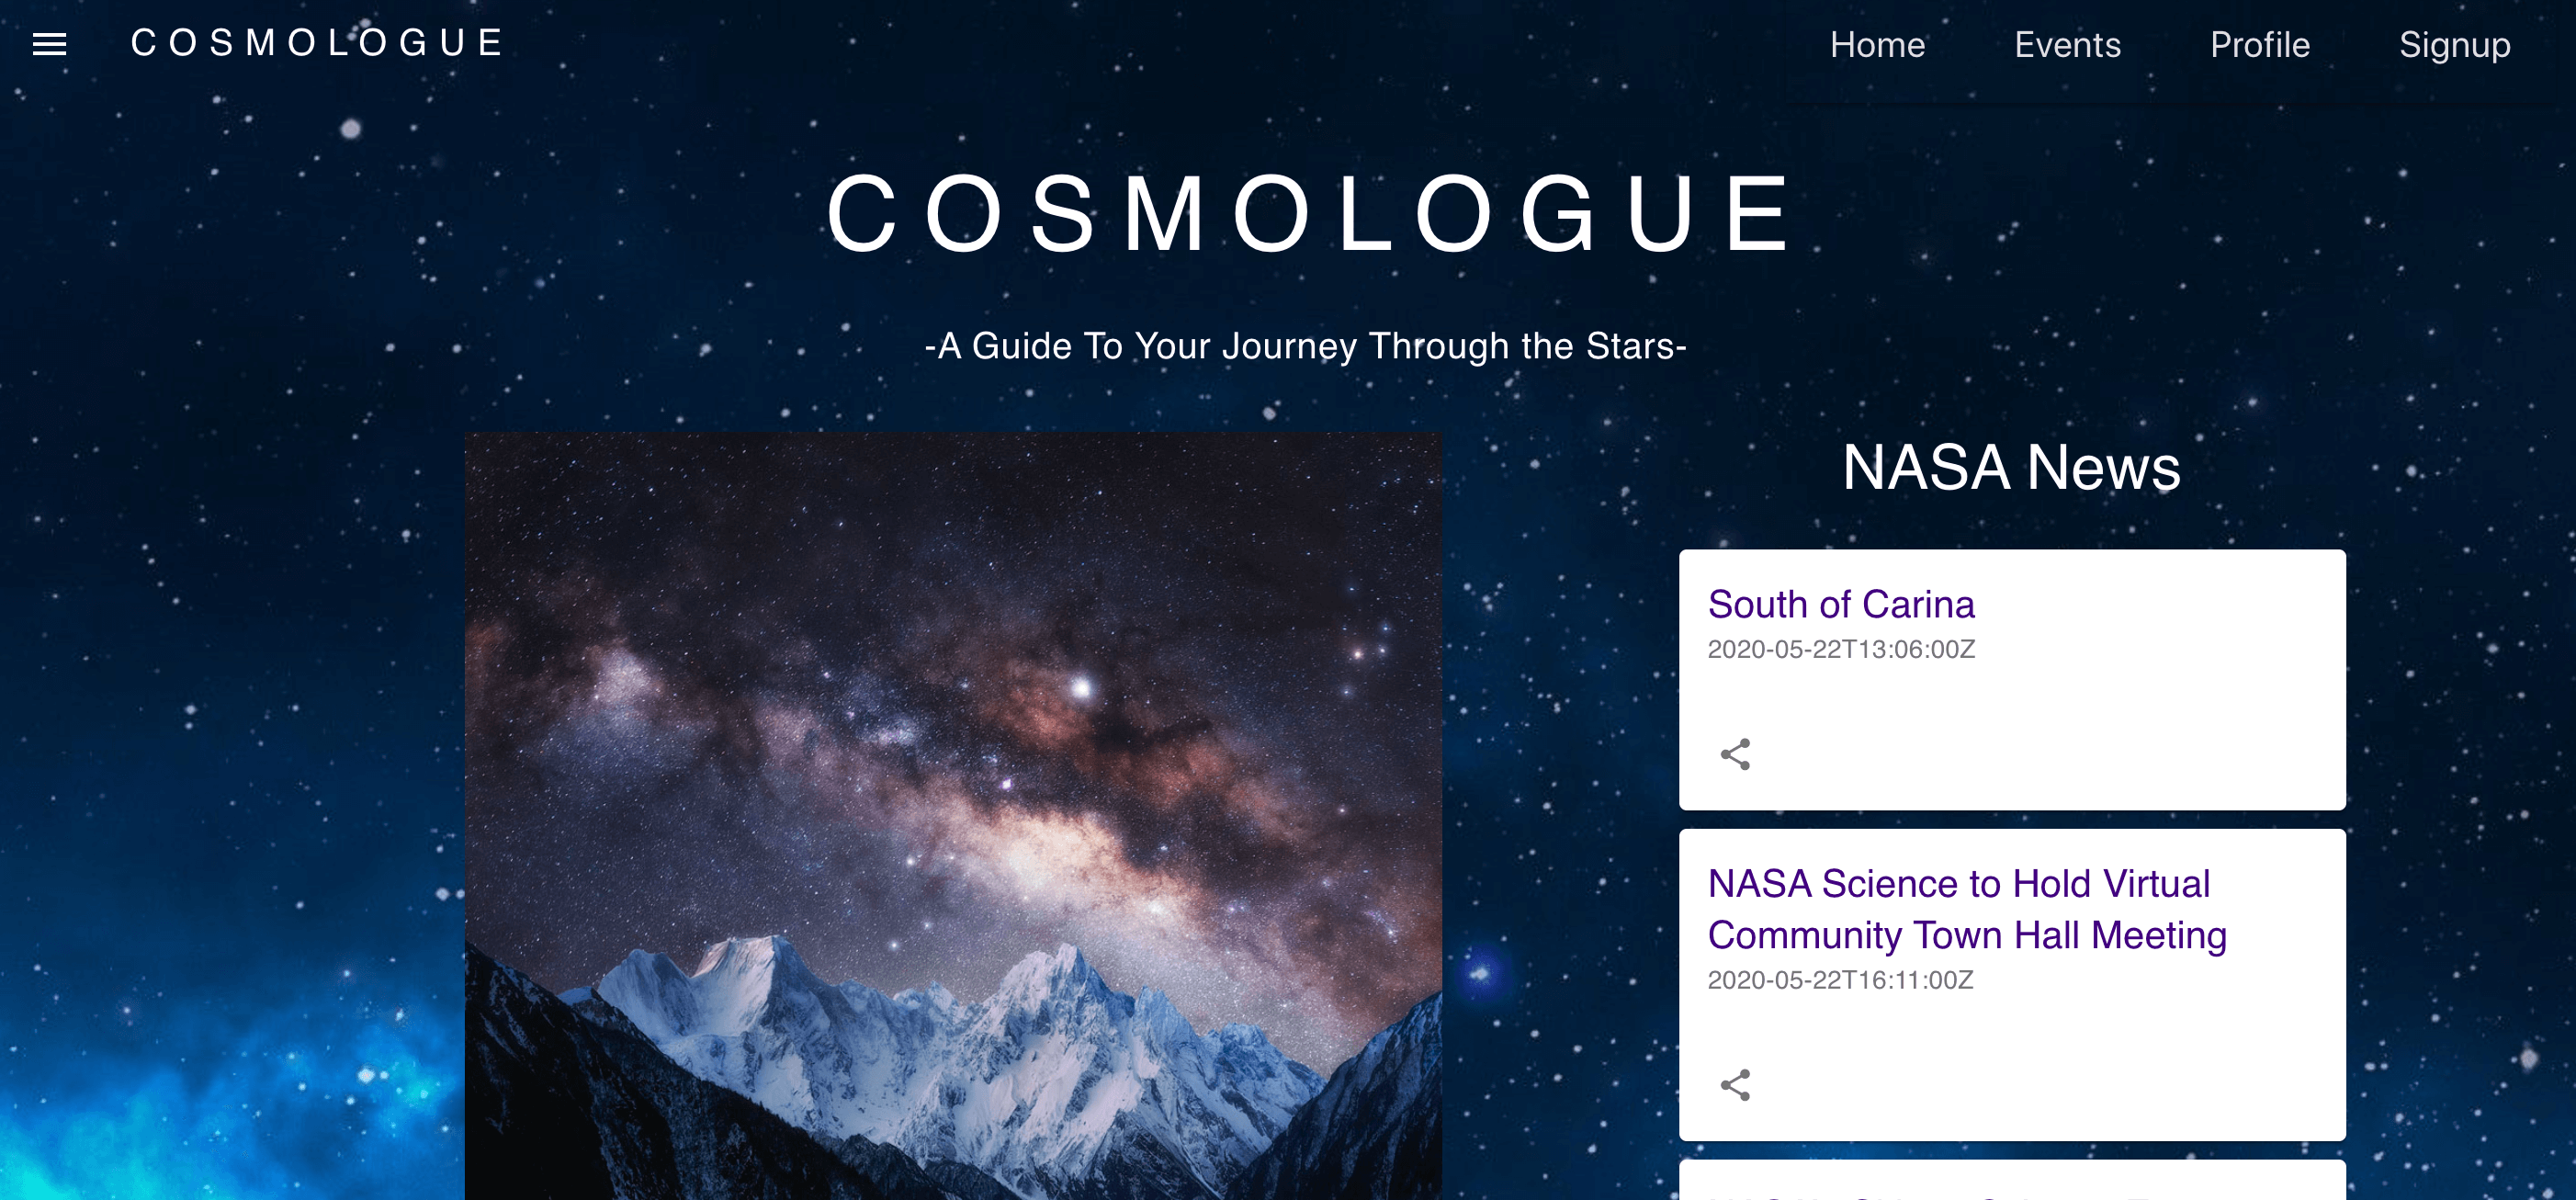 COSMOLOGUE
Home Events Profile Signup
COSMOLOGUE
-A Guide To Your Journey Through the Stars-
NASA News
South of Carina
2020-05-22T13:06:00Z
NASA Science to Hold Virtual
Community Town Hall Meeting
2020-05-22T16:11:00Z